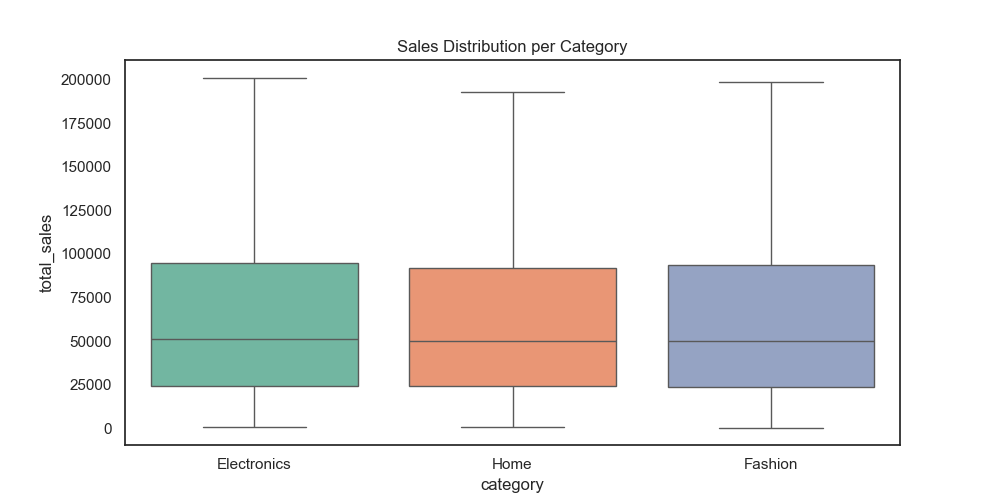 Sales Distribution per Category
total_sales
200000
175000
150000
125000
100000
75000
50000
25000
0
Electronics Home Fashion
category